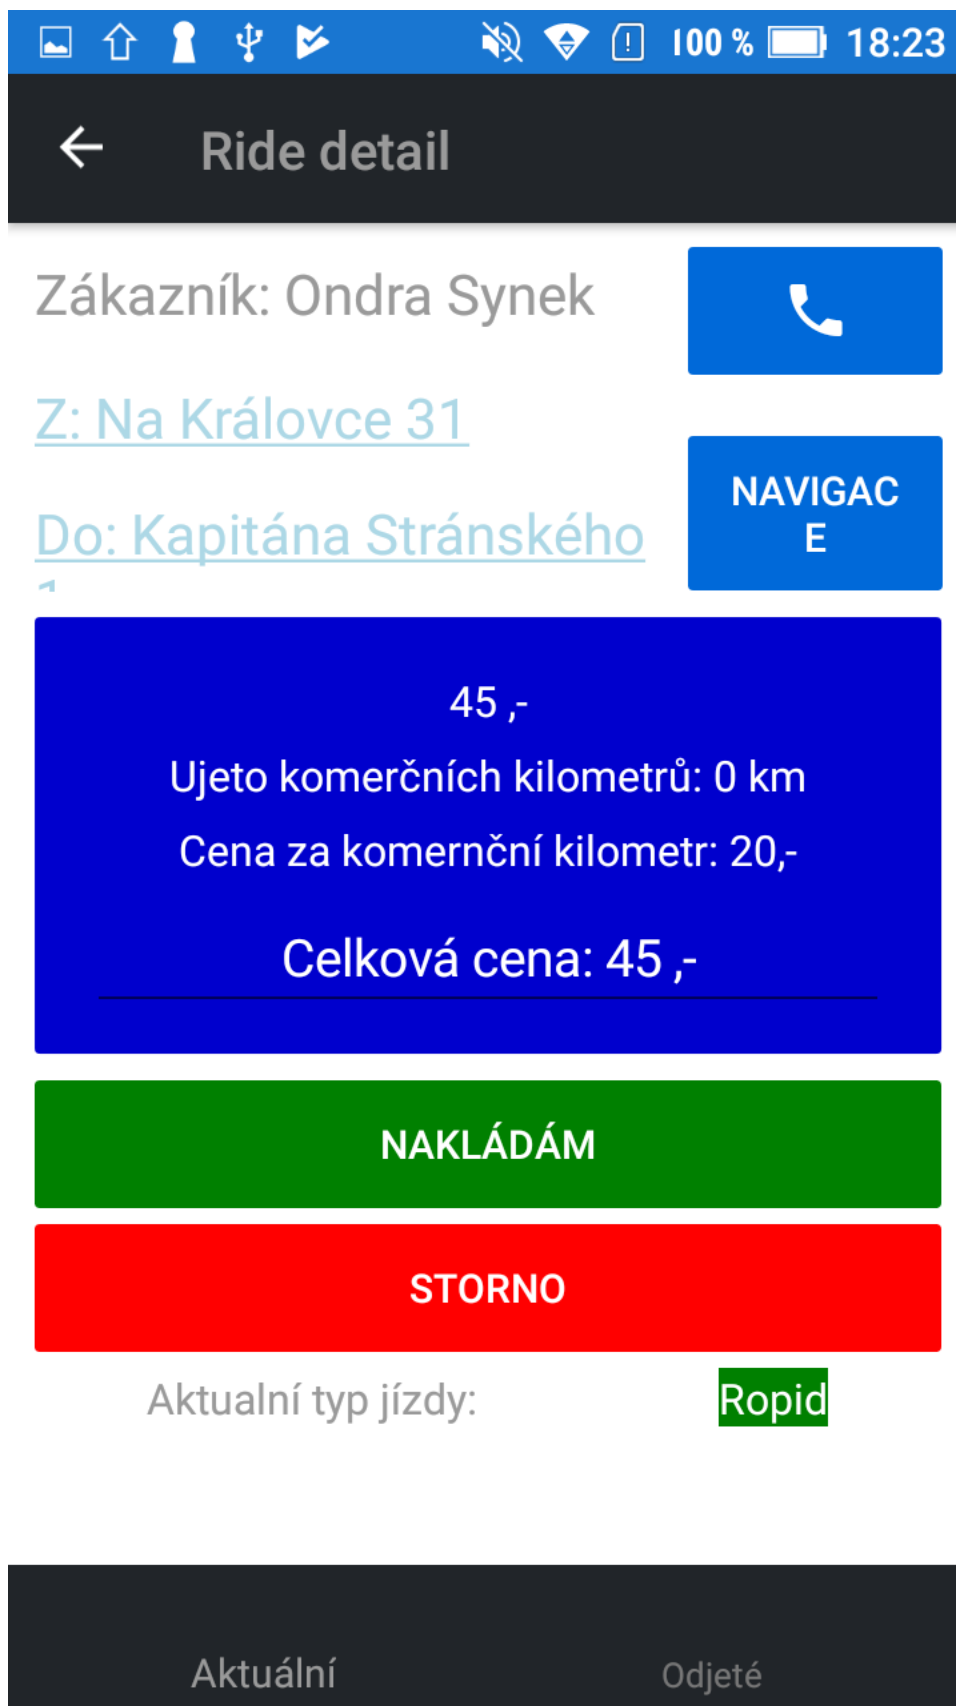 100 % 18:23
Ride detail
Zákazník: Ondra Synek
Z: Na Královce 31
NAVIGAC
E
Do: Kapitána Stránského
45 ,-
Ujeto komerčních kilometrů: 0 km
Cena za komernční kilometr: 20,-
Celková cena: 45 ,-
NAKLÁDÁM
STORNO
Aktualní typ jízdy: Ropid
Aktuální Odjeté